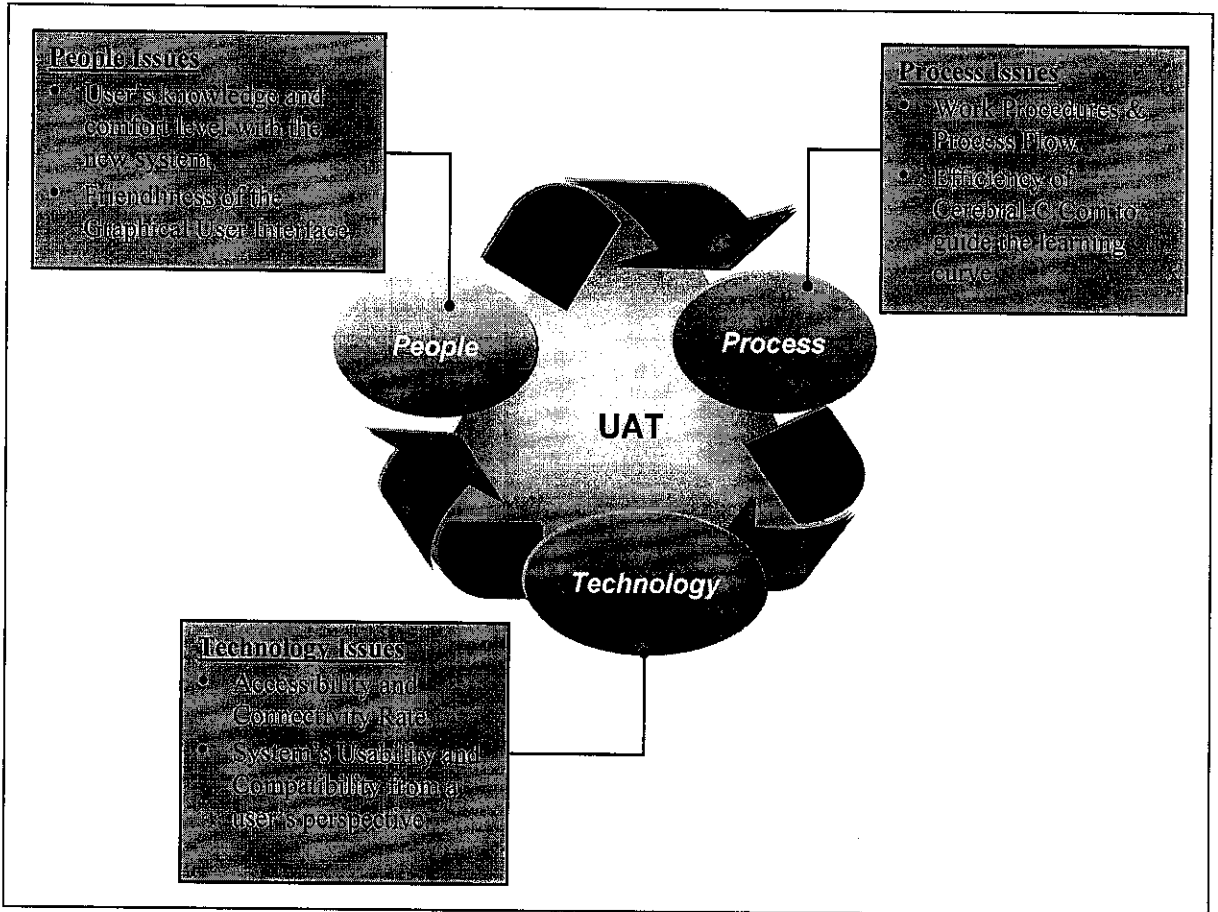 People Issues
• User's knowledge and
comfort level with the
new system
• Friendliness of the
Graphical User Interface
Process Issues
• Work Procedures &
Process Flow
• Efficiency of
Cerebral-C.Com to
guide the learning
curve
People
Process
UAT
Technology
Technology Issues
• Accessibility and
Connectivity Rate
• System's Usability and
Compatibility from a
user's perspective